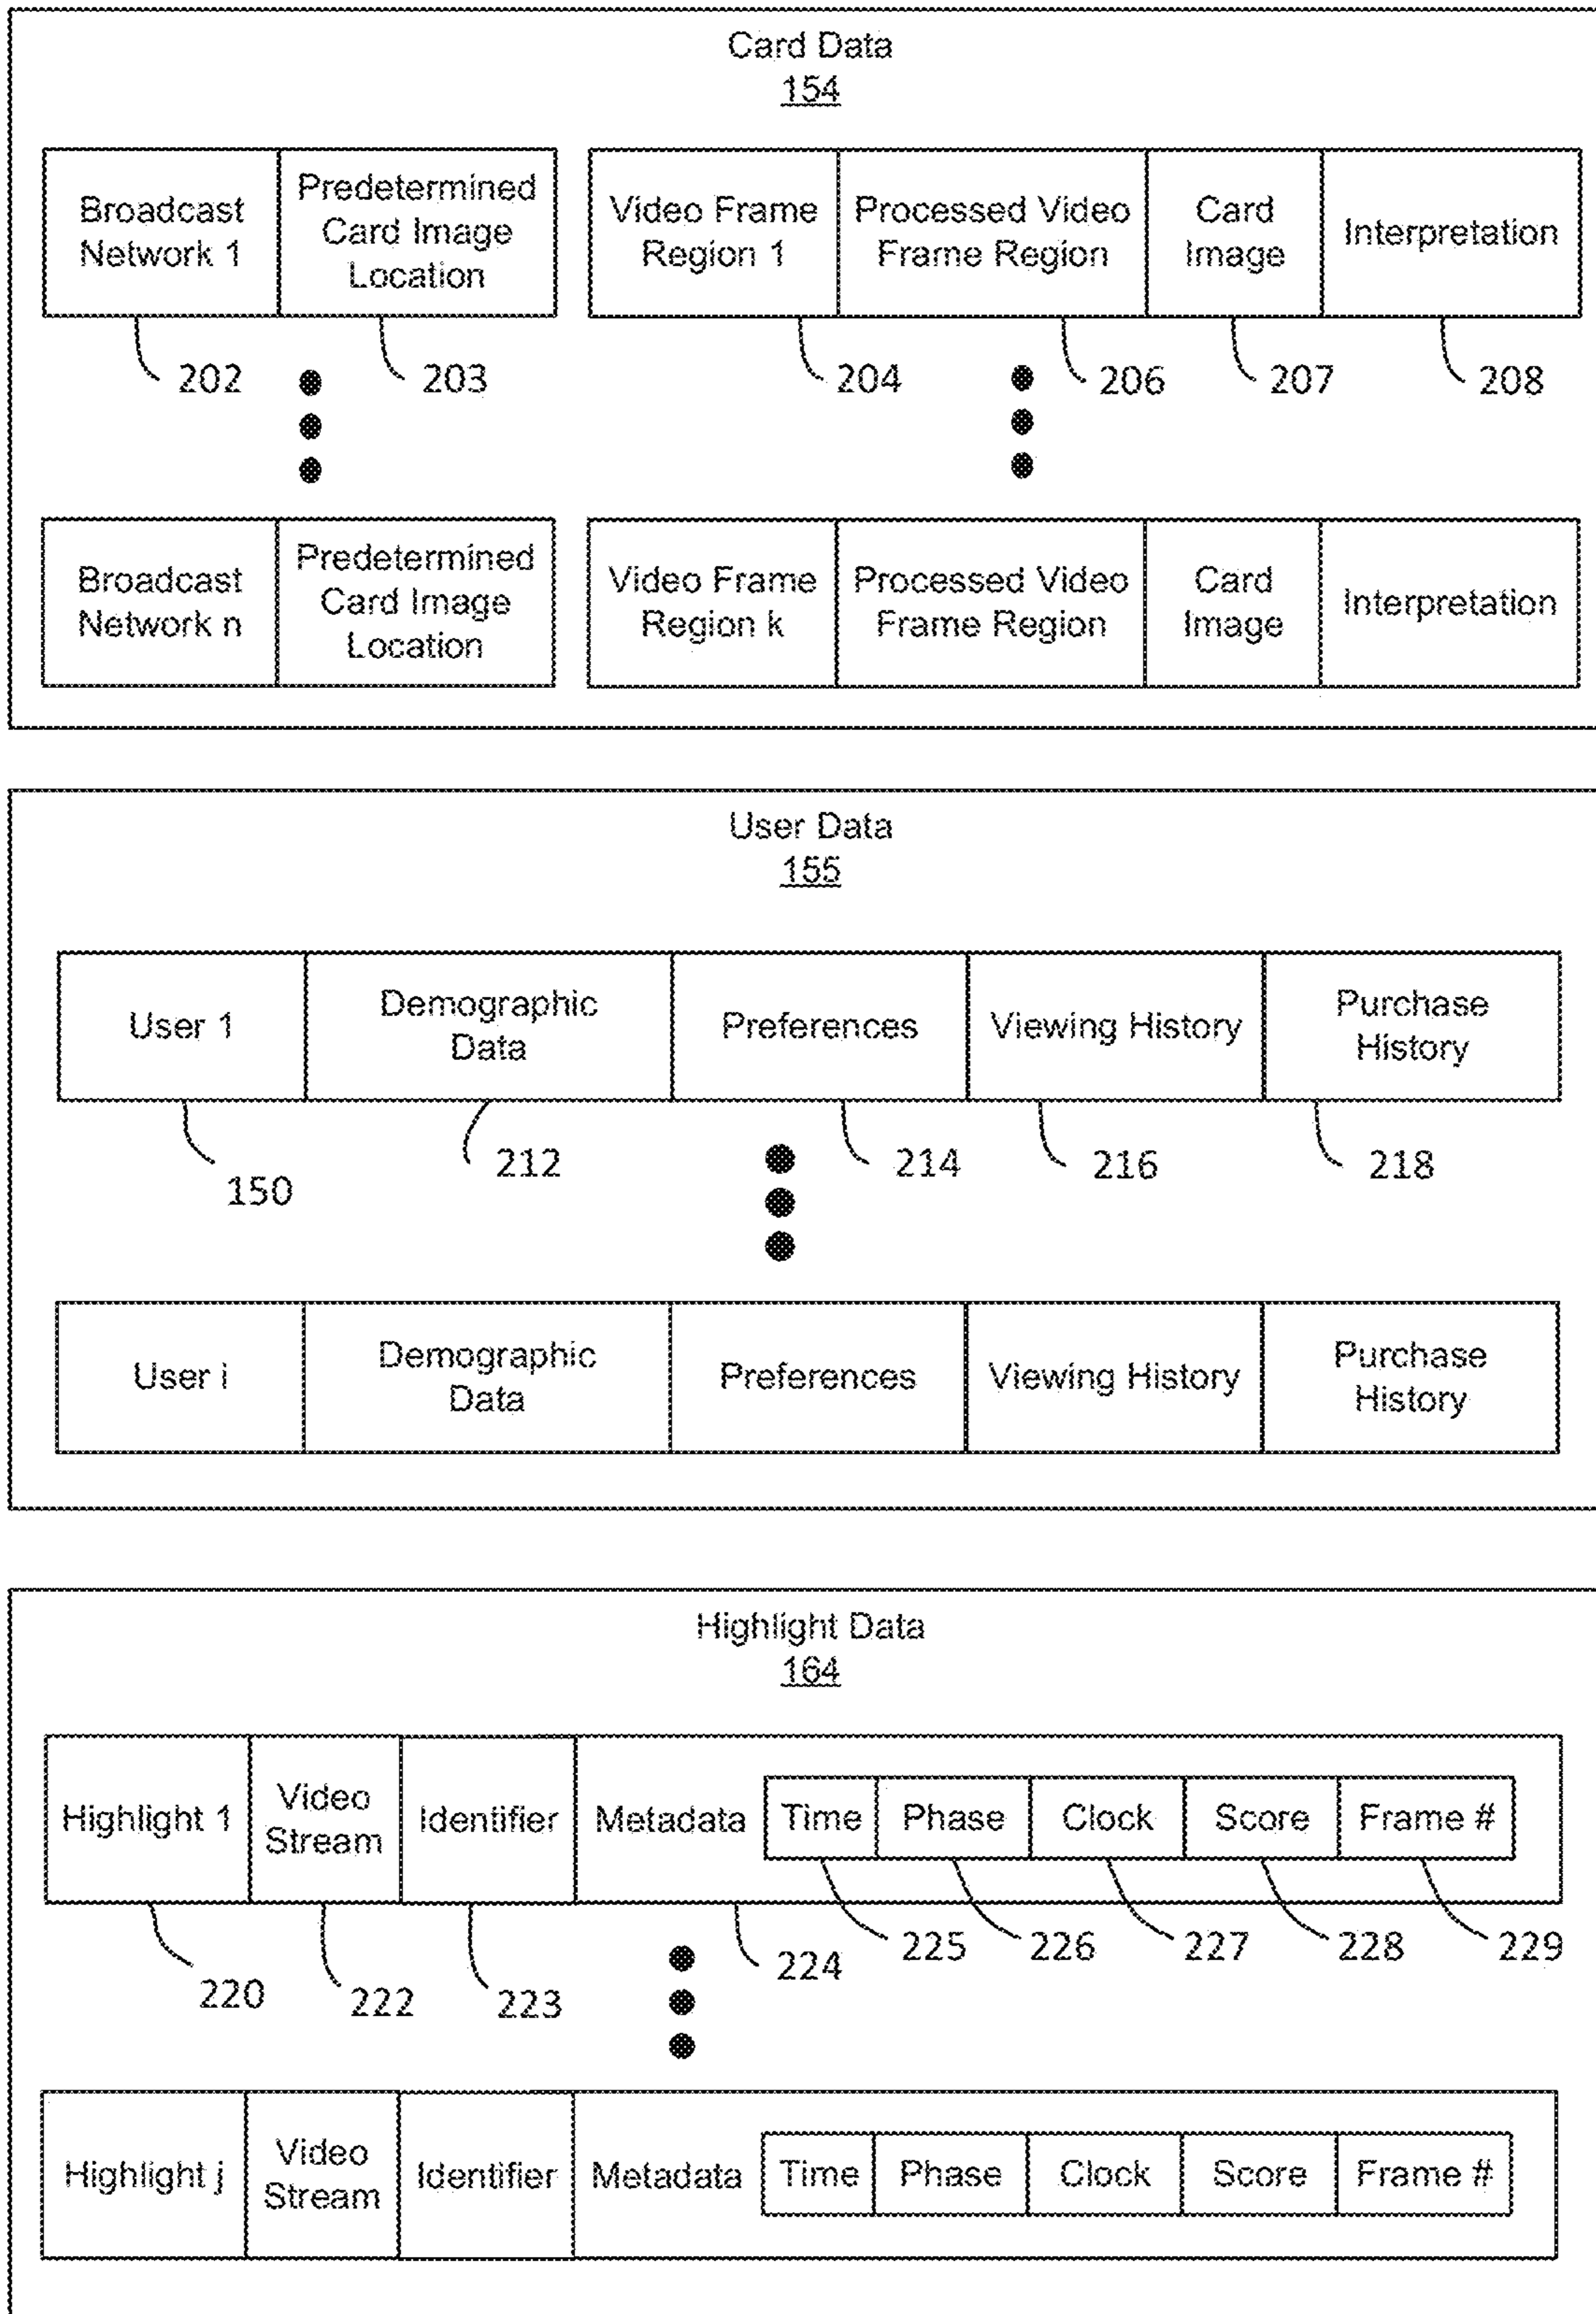 Card Data
154
Broadcast
Network 1
Predetermined
Card Image
Location
Video Frame
Region 1
Processed Video
Frame Region
Card
Image
Interpretation
202
203
204
206
207
208
Broadcast
Network n
Predetermined
Card Image
Location
Video Frame
Region k
Processed Video
Frame Region
Card
Image
Interpretation
User Data
155
User 1
Demographic
Data
Preferences
Viewing History
Purchase
History
150
212
214
216
218
User i
Demographic
Data
Preferences
Viewing History
Purchase
History
Highlight Data
164
Highlight 1
Video
Stream
Identifier
Metadata
Time
Phase
Clock
Score
Frame #
220
222
223
224
225
226
227
228
229
Highlight j
Video
Stream
Identifier
Metadata
Time
Phase
Clock
Score
Frame #